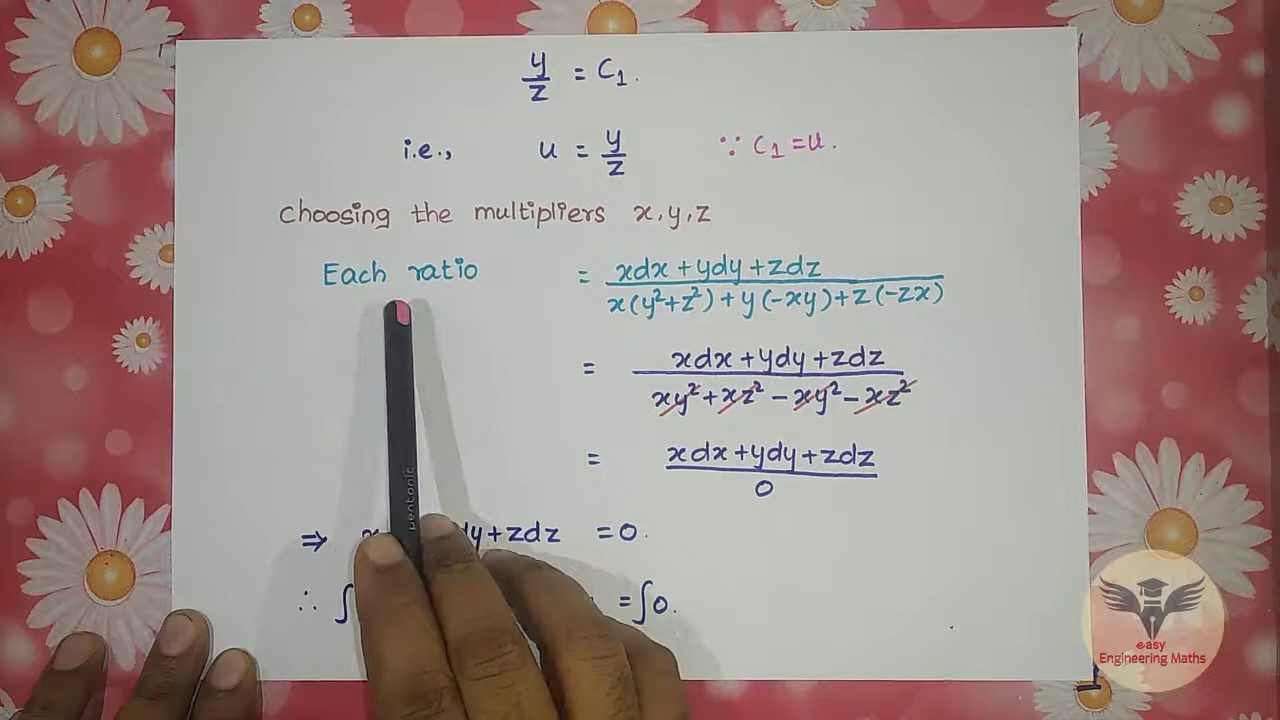 y/z = C₁.
i.e., u = y/z ∵ C₁ = u.
Choosing the multipliers x, y, z
Each ratio = (xdx + ydy + zdz)/(x(y²+z²) + y(-xy) + z(-zx))
= (xdx + ydy + zdz)/(xy² + xz² - xy² - xz²)
= (xdx + ydy + zdz)/0
⇒ dy + zdz = 0.
∴ ∫ = ∫0.
pentonic
easy
Engineering Maths